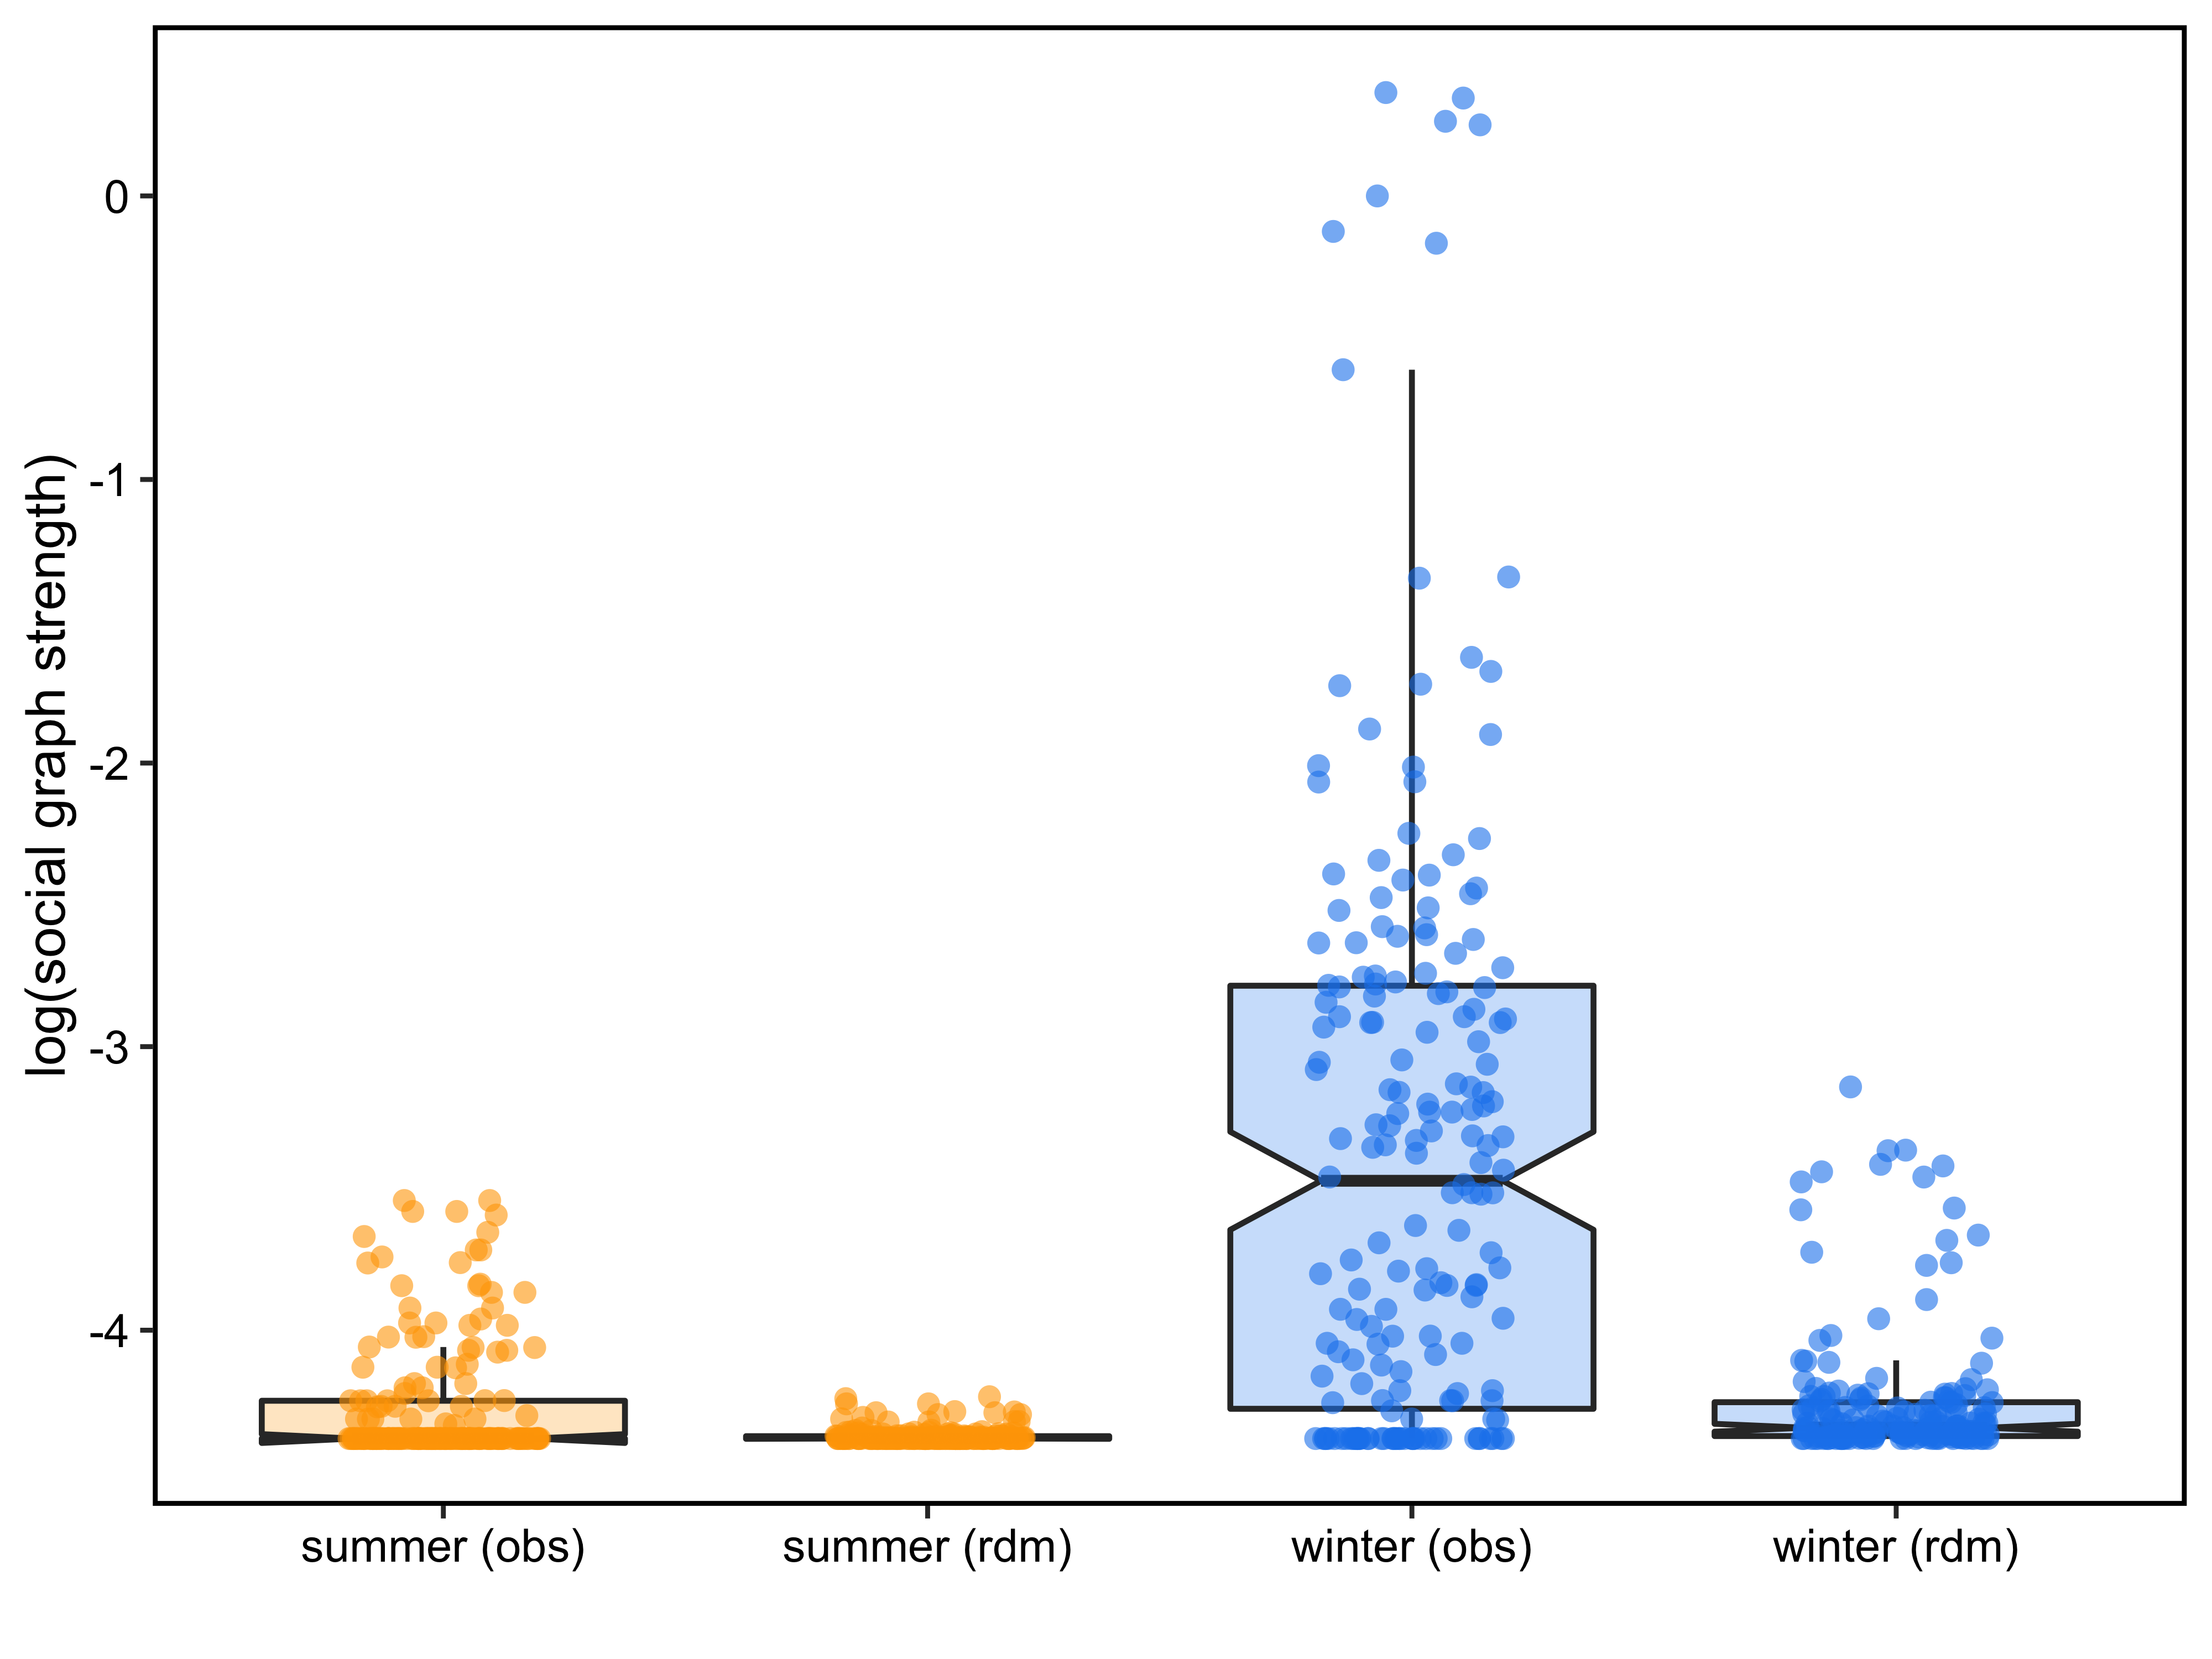 log(social graph strength)
0
-1
-2
-3
-4
summer (obs)
summer (rdm)
winter (obs)
winter (rdm)